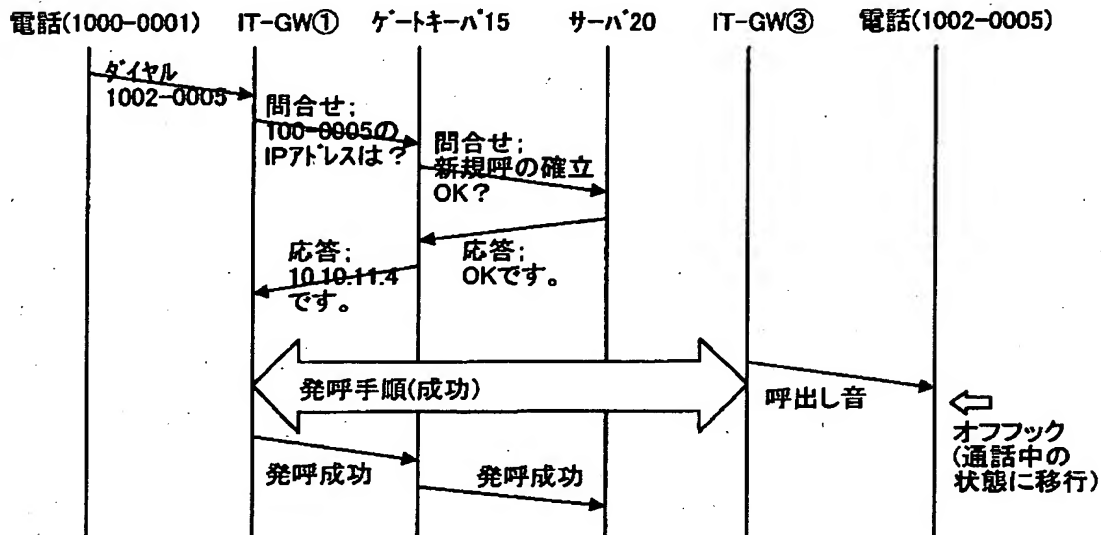 電話(1000-0001) IT-GW① ゲートキーパ15 サーバ20 IT-GW③ 電話(1002-0005)
ダイヤル
1002-0005
問合せ;
100-0005の
IPアドレスは?
問合せ;
新規呼の確立
OK?
応答;
10.10.11.4
です。
応答;
OKです。
発呼手順(成功)
呼出し音
オフフック
(通話中の
状態に移行)
発呼成功
発呼成功